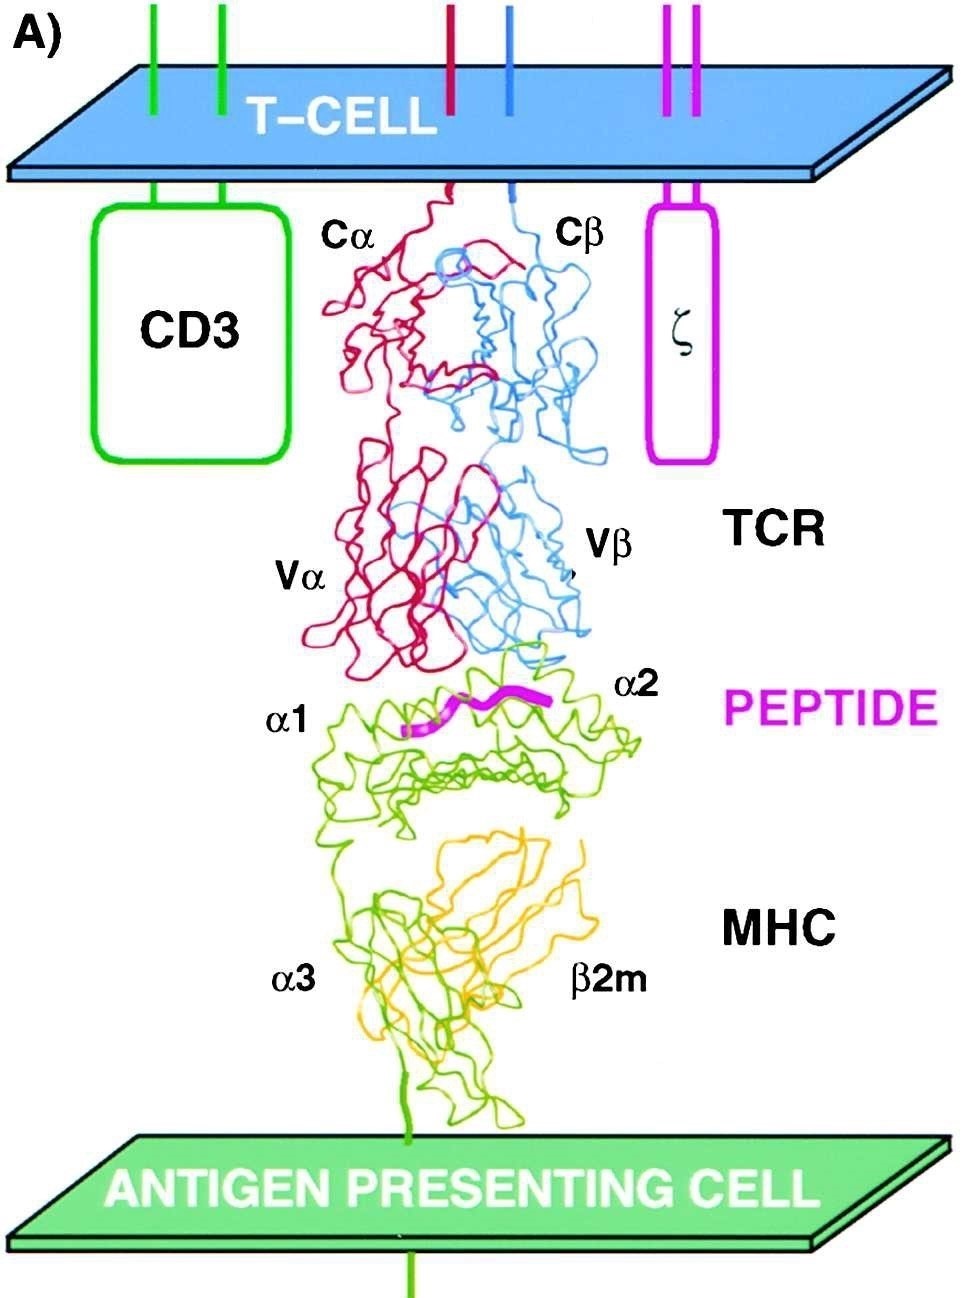 A)
T–CELL
Cα
Cβ
CD3
ζ
TCR
Vβ
Vα
α2
PEPTIDE
α1
MHC
α3
β2m
ANTIGEN PRESENTING CELL